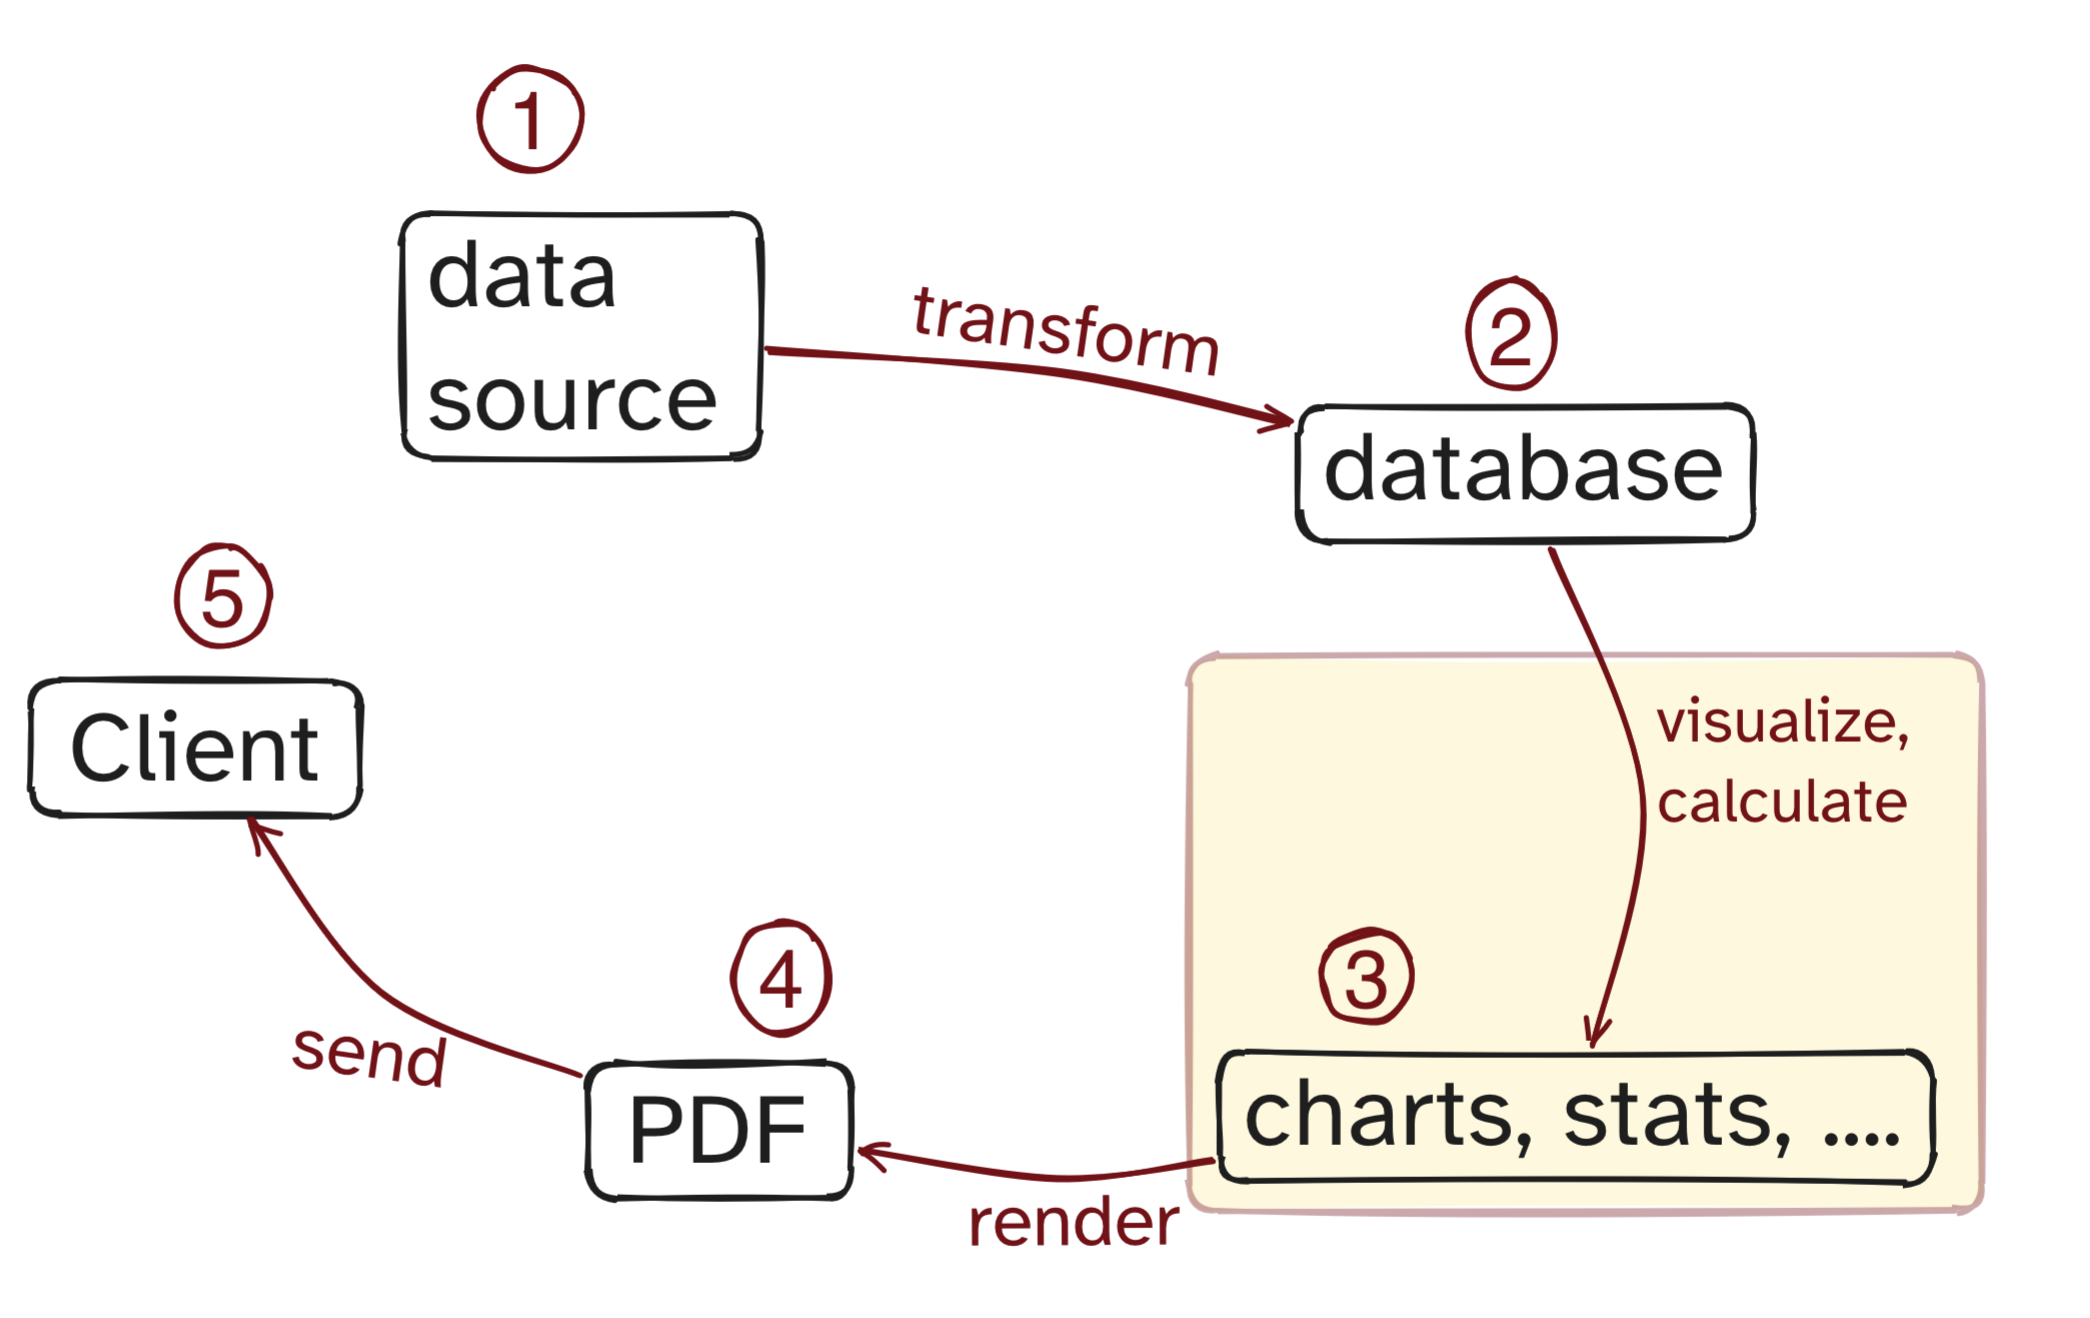 1
data
source
transform
2
database
visualize,
calculate
3
charts, stats, ....
render
4
PDF
send
5
Client